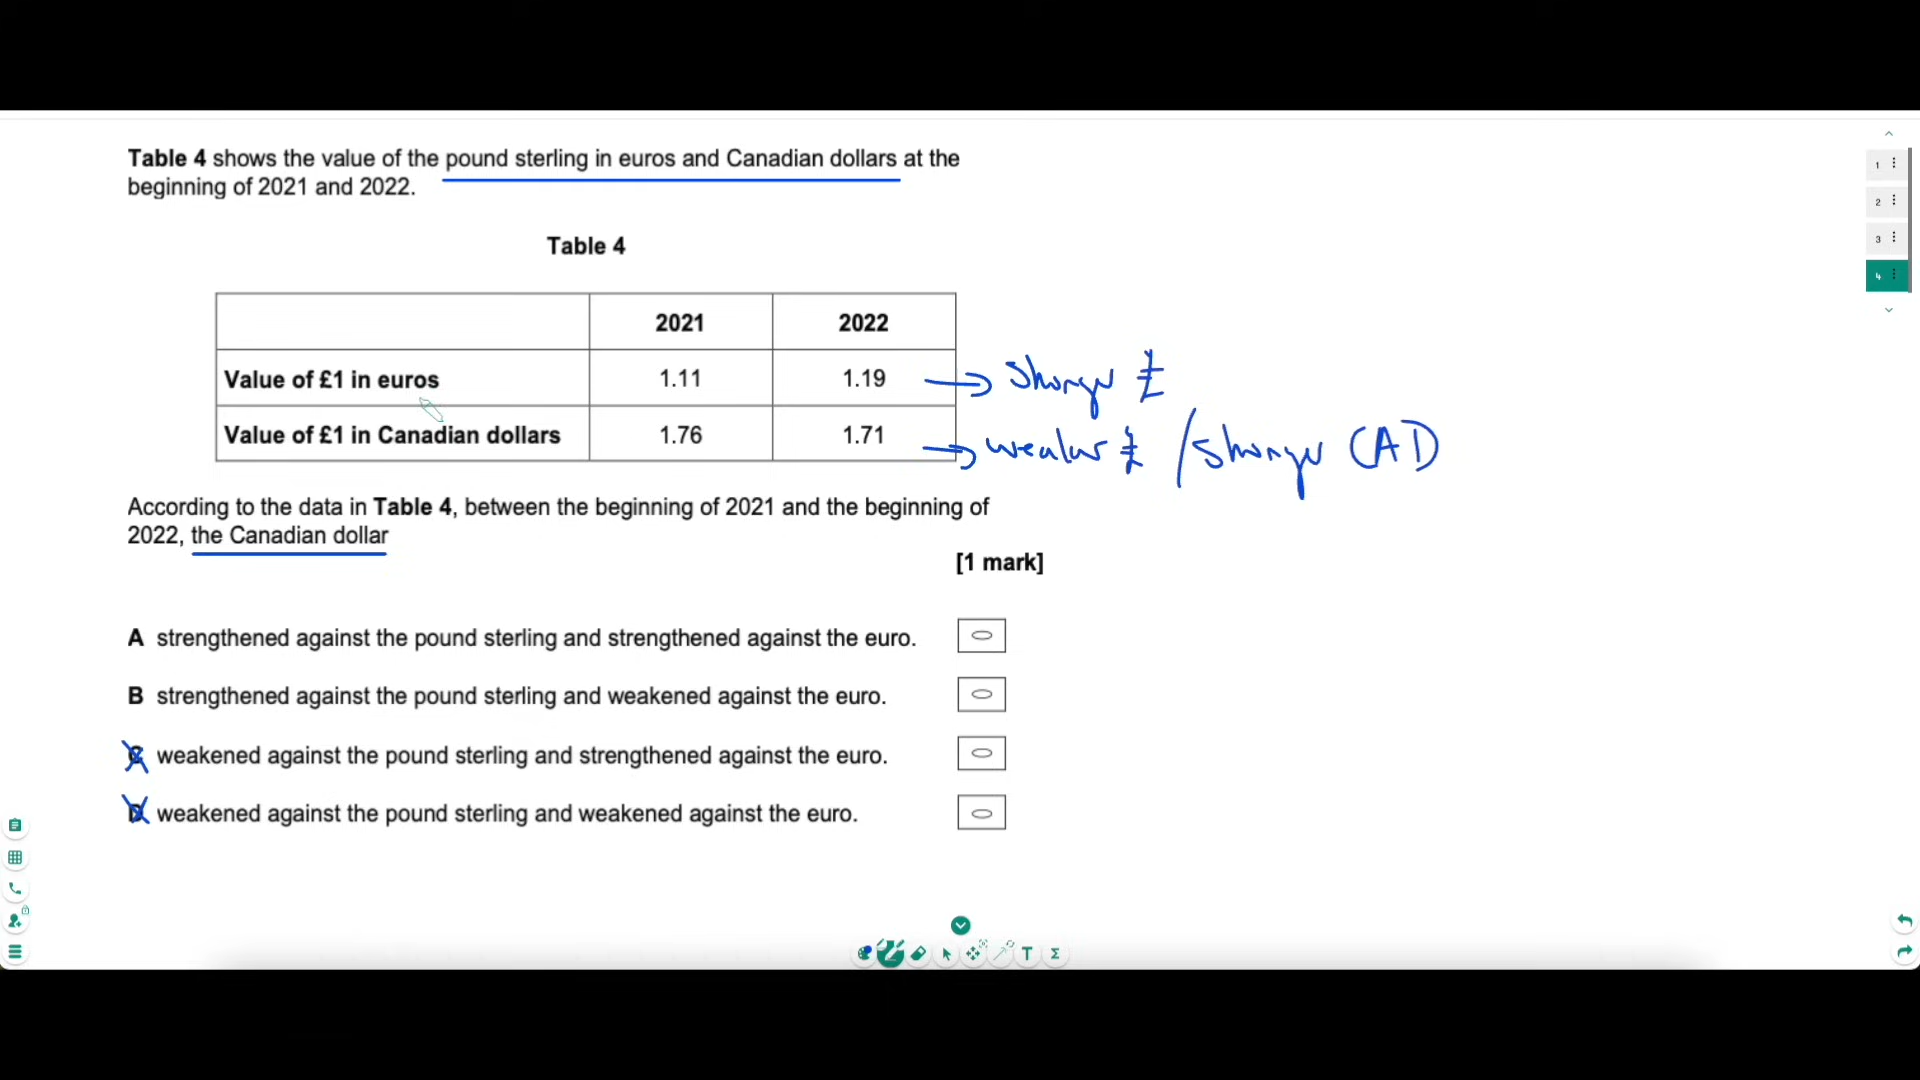 Table 4 shows the value of the pound sterling in euros and Canadian dollars at the
beginning of 2021 and 2022.
Table 4
2021 2022
Value of £1 in euros 1.11 1.19 → Stronger £
Value of £1 in Canadian dollars 1.76 1.71 → weaker £ / Stronger CAD
According to the data in Table 4, between the beginning of 2021 and the beginning of
2022, the Canadian dollar
[1 mark]
A strengthened against the pound sterling and strengthened against the euro.
B strengthened against the pound sterling and weakened against the euro.
C weakened against the pound sterling and strengthened against the euro.
D weakened against the pound sterling and weakened against the euro.
1
2
3
4
T Σ